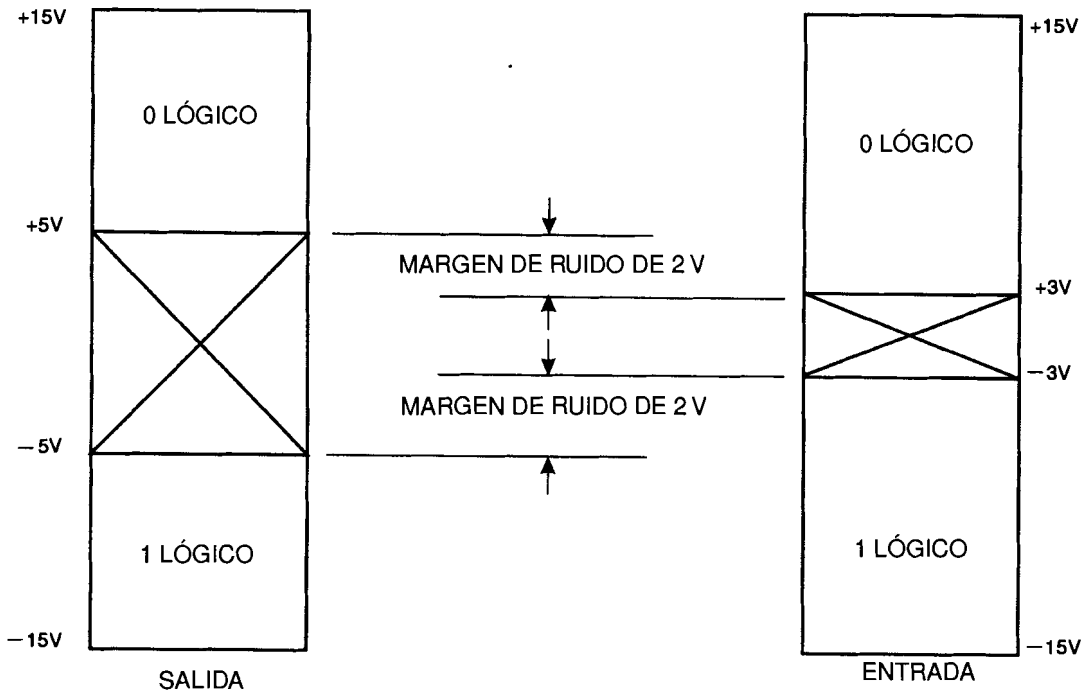 +15V
0 LÓGICO
+5V
−5V
1 LÓGICO
−15V
SALIDA
MARGEN DE RUIDO DE 2 V
MARGEN DE RUIDO DE 2 V
+15V
0 LÓGICO
+3V
−3V
1 LÓGICO
−15V
ENTRADA